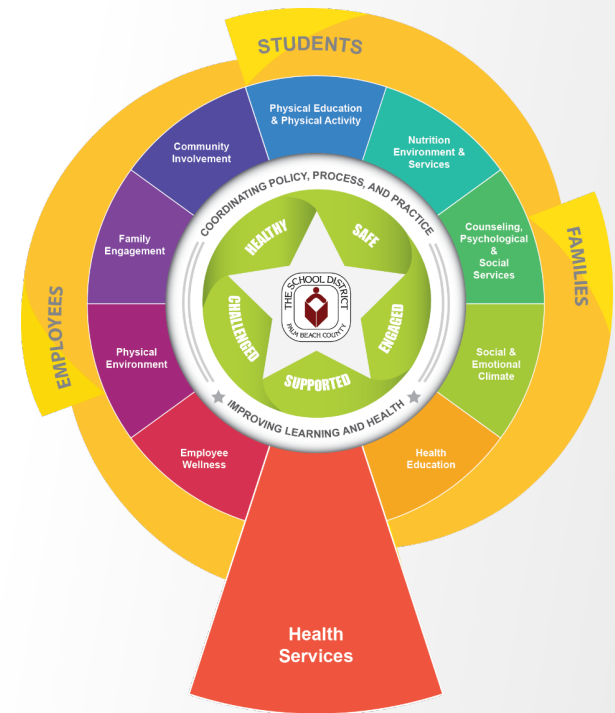 STUDENTS
Physical Education
& Physical Activity
Nutrition
Environment &
Services
Community
Involvement
COORDINATING POLICY, PROCESS, AND PRACTICE
Counseling,
Psychological
& Social
Services
Family
Engagement
FAMILIES
EMPLOYEES
HEALTHY
SAFE
ENGAGED
SUPPORTED
CHALLENGED
THE SCHOOL DISTRICT
PALM BEACH COUNTY
Physical
Environment
Social &
Emotional
Climate
IMPROVING LEARNING AND HEALTH
Employee
Wellness
Health
Education
Health
Services